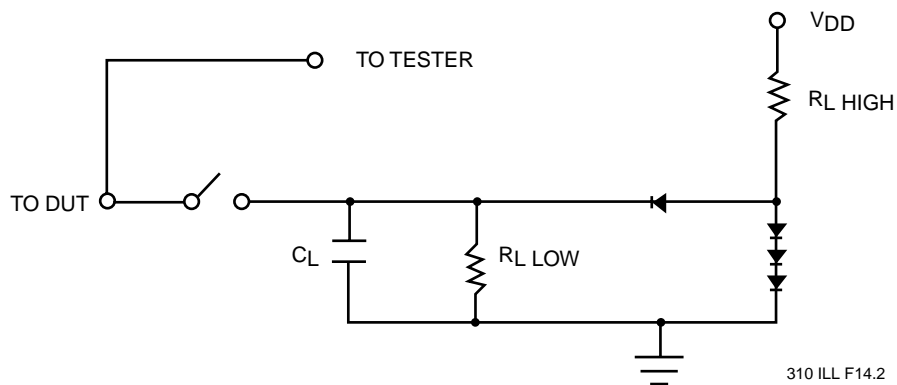 VDD
TO TESTER
RL HIGH
TO DUT
CL
RL LOW
310 ILL F14.2